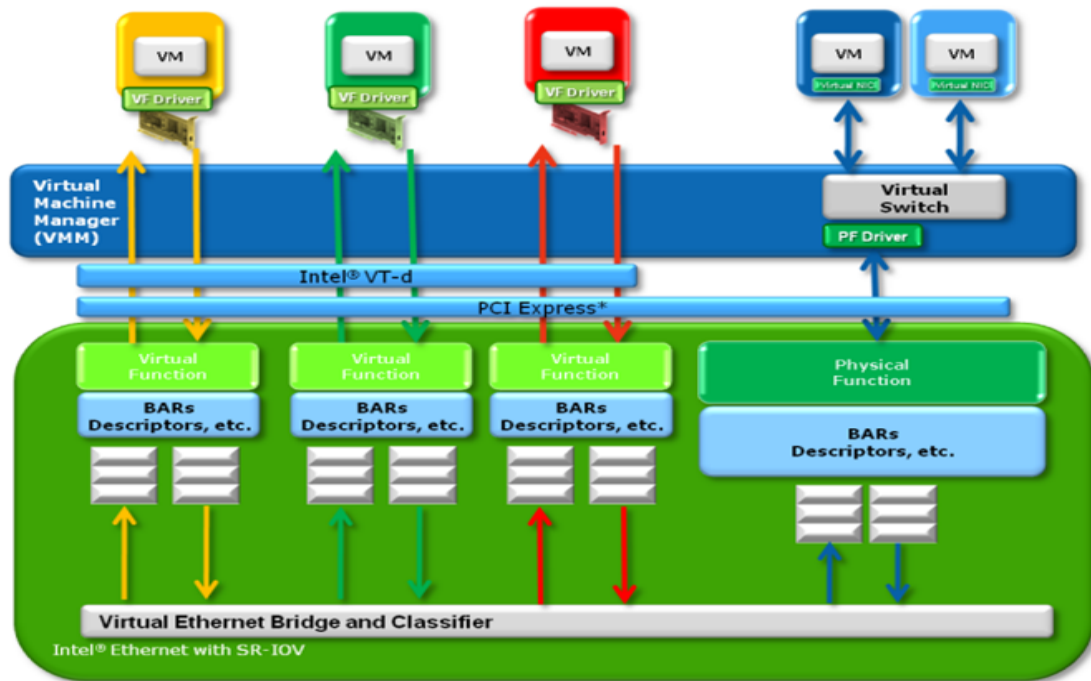 VM
VM
VM
VM
VM
VF Driver
VF Driver
VF Driver
Virtual NIC
Virtual NIC
Virtual
Machine
Manager
(VMM)
Virtual
Switch
PF Driver
Intel® VT-d
PCI Express*
Virtual
Function
Virtual
Function
Virtual
Function
Physical
Function
BARs
Descriptors, etc.
BARs
Descriptors, etc.
BARs
Descriptors, etc.
BARs
Descriptors, etc.
Virtual Ethernet Bridge and Classifier
Intel® Ethernet with SR-IOV